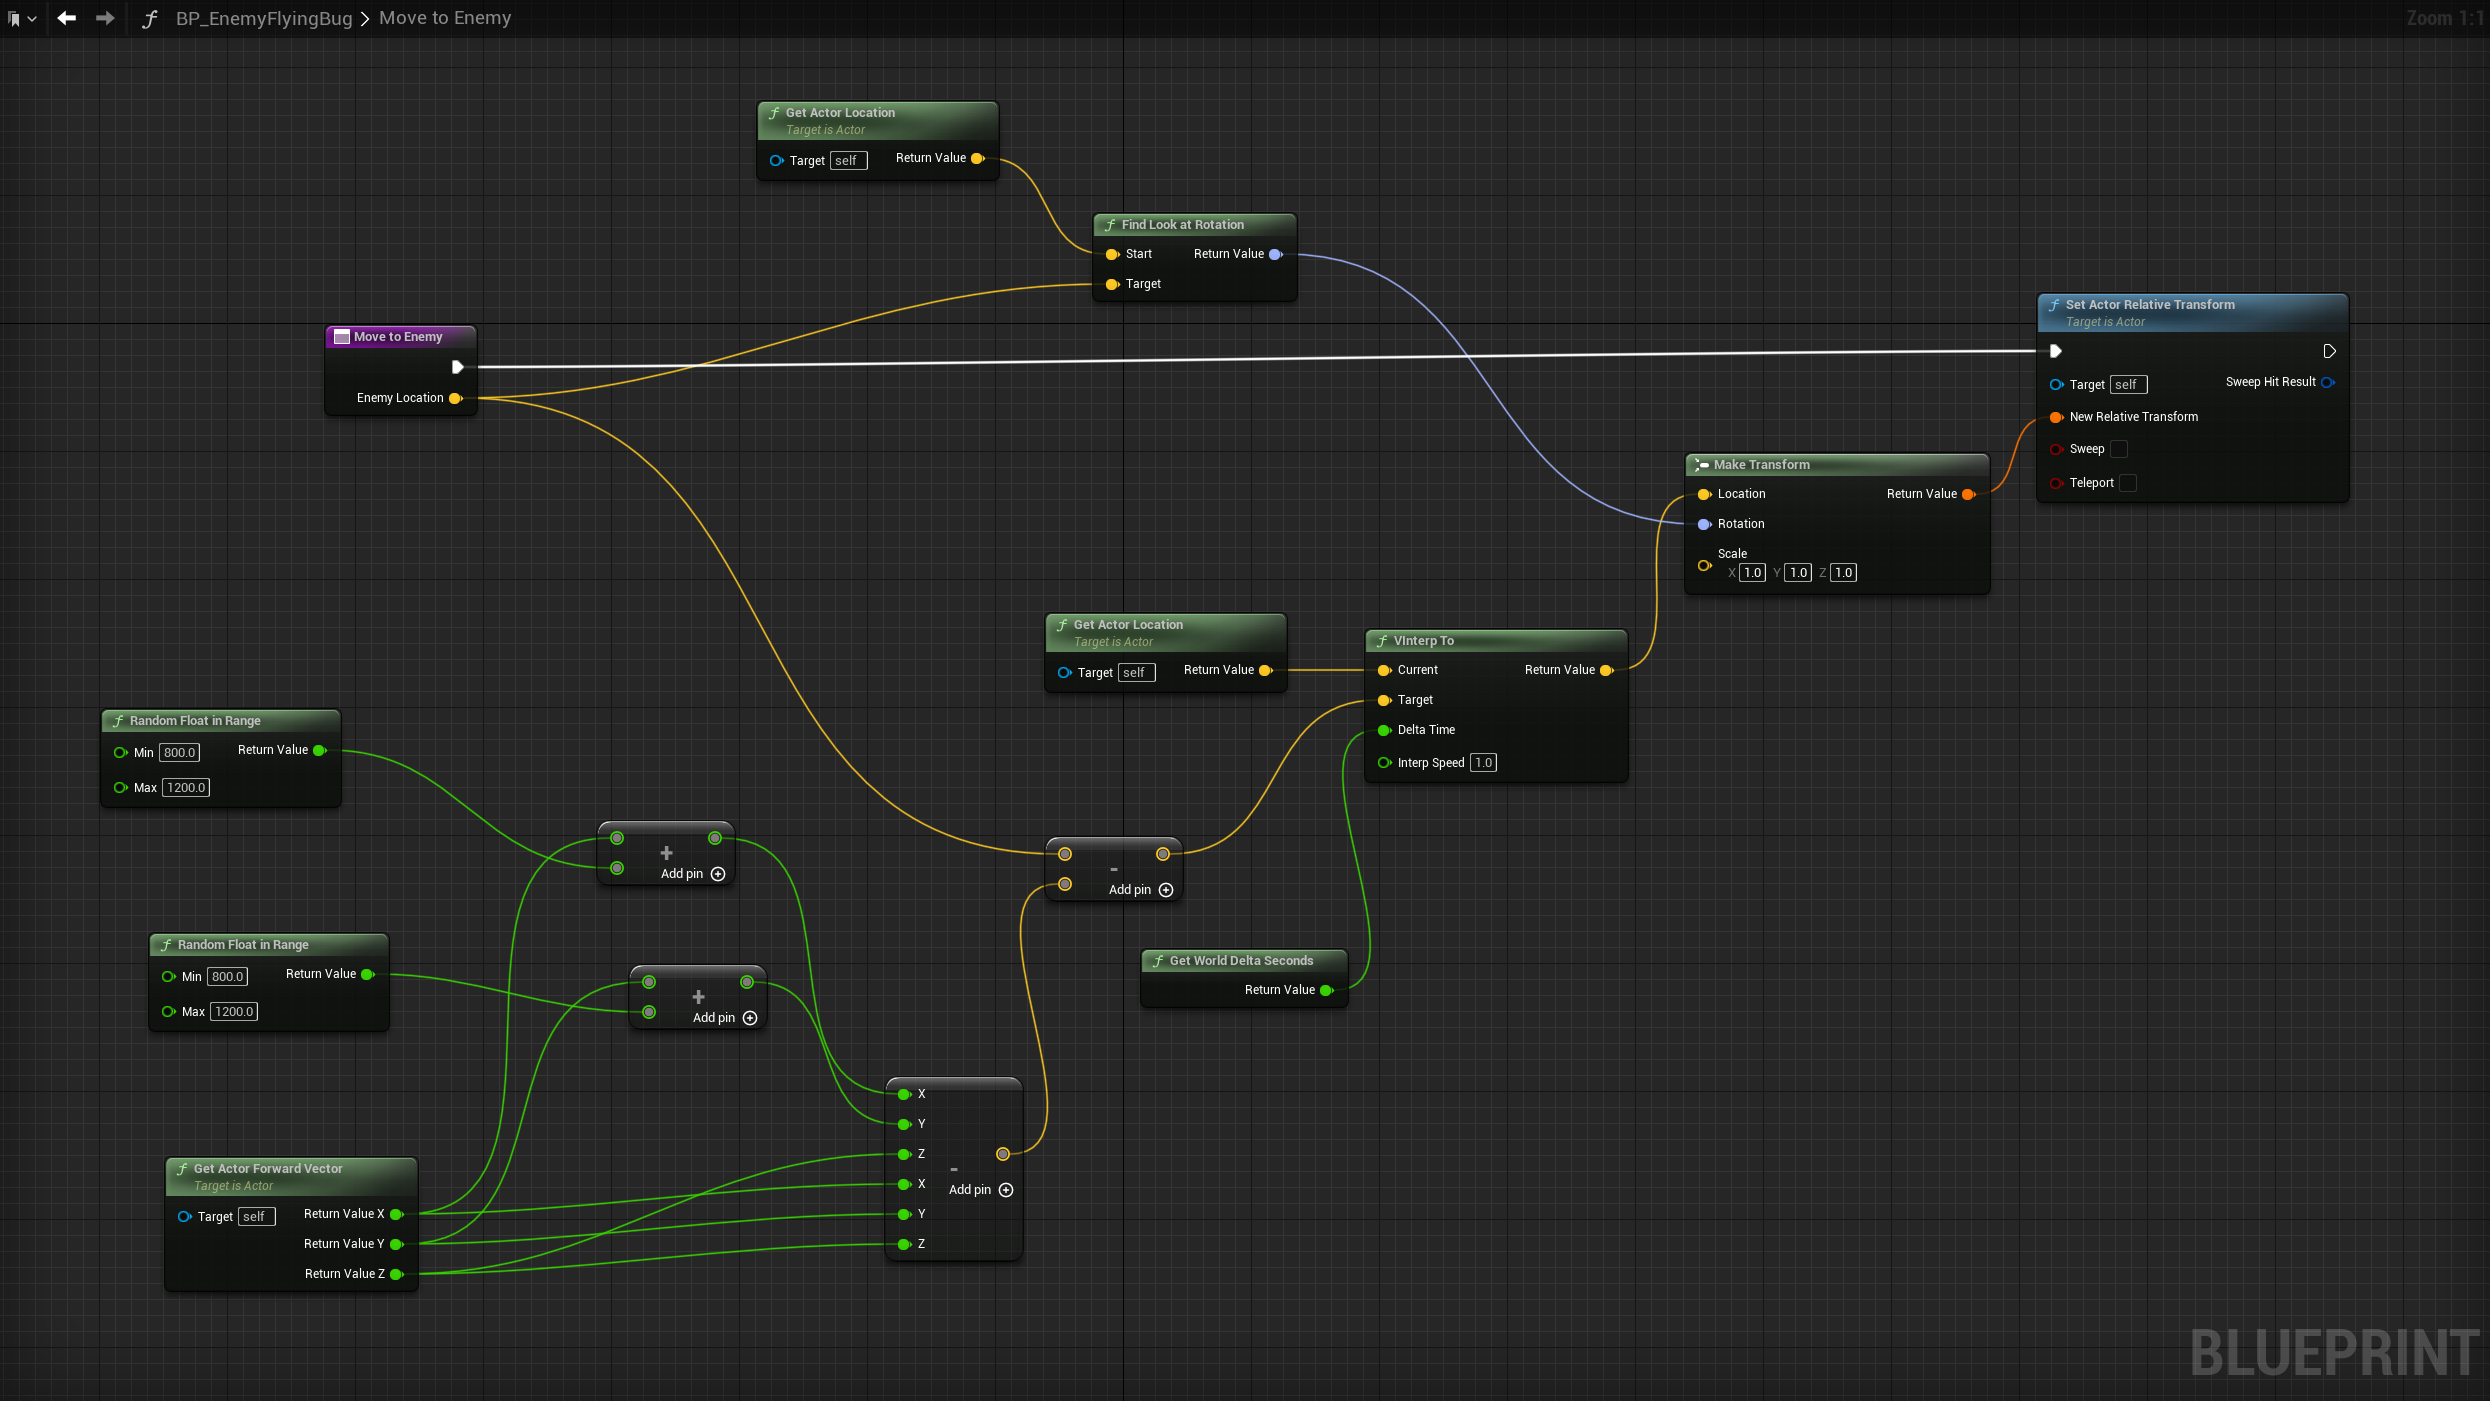 BP_EnemyFlyingBug > Move to Enemy
Zoom 1:1
Get Actor Location
Target is Actor
Target self Return Value
Find Look at Rotation
Start Return Value
Target
Move to Enemy
Enemy Location
Set Actor Relative Transform
Target is Actor
Target self Sweep Hit Result
New Relative Transform
Sweep
Teleport
Make Transform
Location Return Value
Rotation
Scale
X 1.0 Y 1.0 Z 1.0
Get Actor Location
Target is Actor
Target self Return Value
VInterp To
Current Return Value
Target
Delta Time
Interp Speed 1.0
Random Float in Range
Min 800.0 Return Value
Max 1200.0
+
Add pin
-
Add pin
Random Float in Range
Min 800.0 Return Value
Max 1200.0
+
Add pin
Get World Delta Seconds
Return Value
X
Y
Z
-
X
Add pin
Y
Z
Get Actor Forward Vector
Target is Actor
Target self Return Value X
Return Value Y
Return Value Z
BLUEPRINT